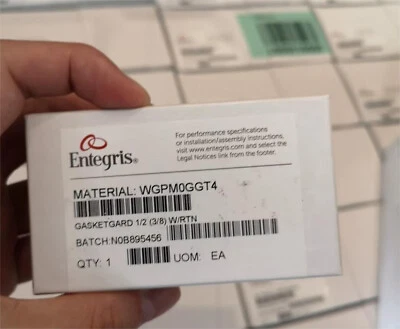 Entegris®
For performance specifications
or installation/assembly instructions,
visit www.entegris.com and select the
Legal Notices link from the footer.
MATERIAL: WGPM0GGT4
GASKETGARD 1/2 (3/8) W/RTN
BATCH:N0B895456
QTY: 1 UOM: EA